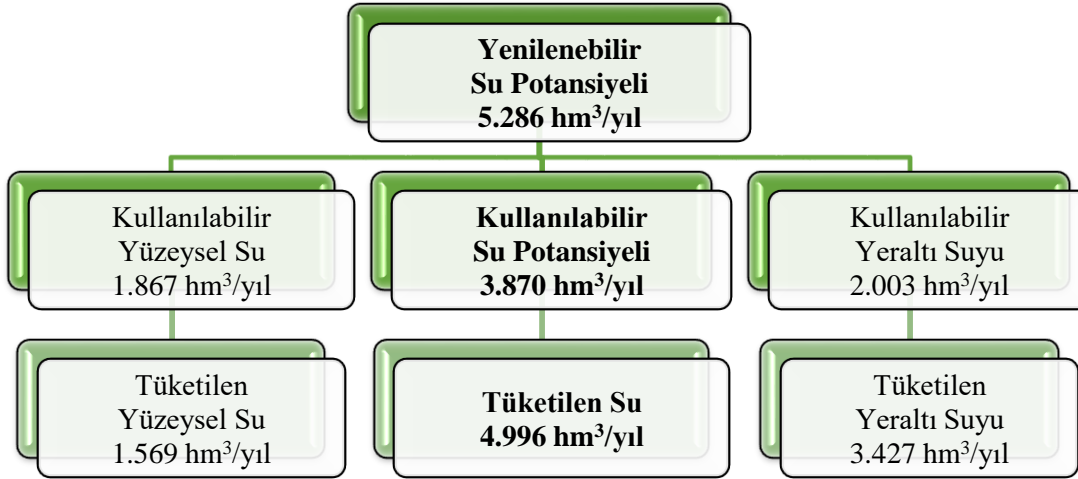 Yenilenebilir
Su Potansiyeli
5.286 hm³/yıl
Kullanılabilir
Yüzeysel Su
1.867 hm³/yıl
Kullanılabilir
Su Potansiyeli
3.870 hm³/yıl
Kullanılabilir
Yeraltı Suyu
2.003 hm³/yıl
Tüketilen
Yüzeysel Su
1.569 hm³/yıl
Tüketilen Su
4.996 hm³/yıl
Tüketilen
Yeraltı Suyu
3.427 hm³/yıl